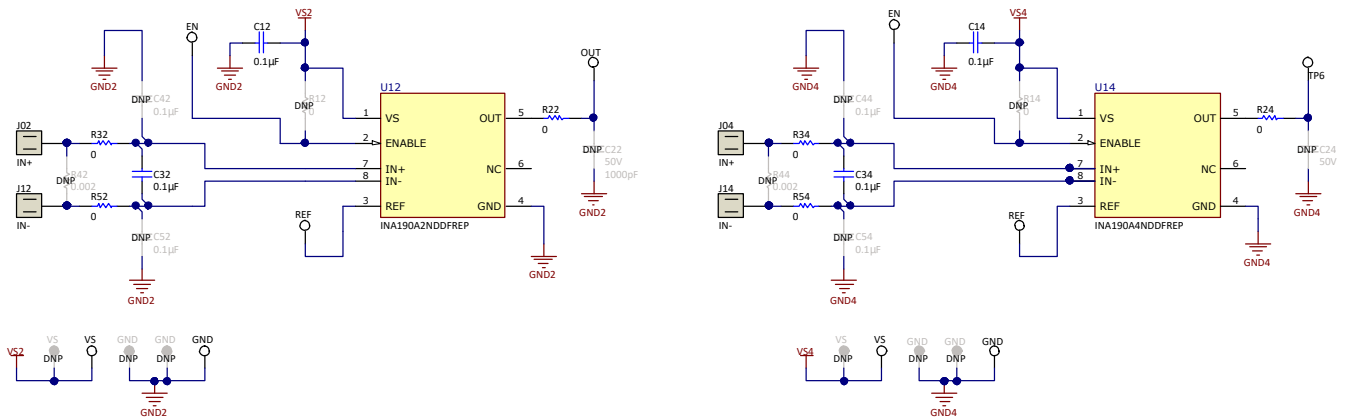 VS2
EN
C12
0.1µF
GND2
GND2
DNP
C42
0.1µF
DNP
R12
0
U12
OUT
1
VS
OUT
5
R22
0
2
ENABLE
J02
IN+
R32
0
DNP
C22
50V
1000pF
GND2
DNP
R42
0.002
C32
0.1µF
7
IN+
8
IN-
NC
6
J12
IN-
R52
0
3
REF
GND
4
INA190A2NDDFREP
REF
DNP
C52
0.1µF
GND2
GND2
VS2
VS
DNP
VS
GND
DNP
GND
DNP
GND
GND2
VS4
EN
C14
0.1µF
GND4
GND4
DNP
C44
0.1µF
DNP
R14
0
U14
TP6
1
VS
OUT
5
R24
0
2
ENABLE
J04
IN+
R34
0
DNP
C24
50V
GND4
DNP
R44
0.002
C34
0.1µF
7
IN+
8
IN-
NC
6
J14
IN-
R54
0
3
REF
GND
4
INA190A4NDDFREP
REF
DNP
C54
0.1µF
GND4
GND4
VS4
VS
DNP
VS
GND
DNP
GND
DNP
GND
GND4